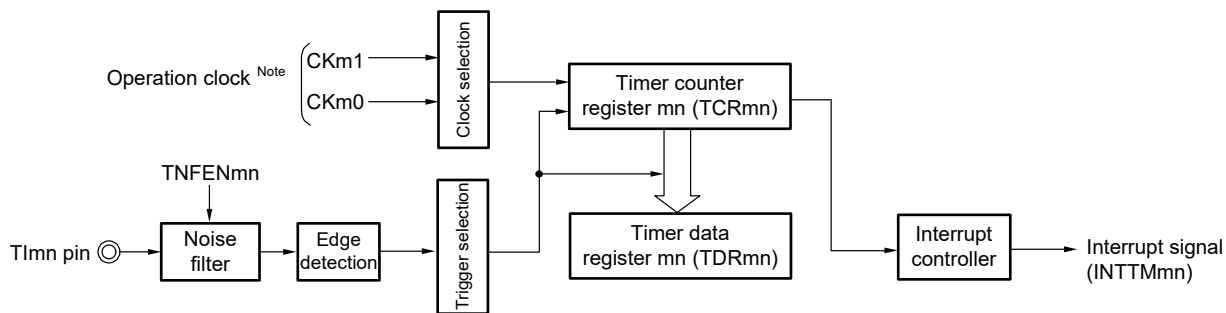 Operation clock Note
CKm1
CKm0
Clock selection
Timer counter
register mn (TCRmn)
TNFENmn
TImn pin
Noise
filter
Edge
detection
Trigger selection
Timer data
register mn (TDRmn)
Interrupt
controller
Interrupt signal
(INTTMmn)